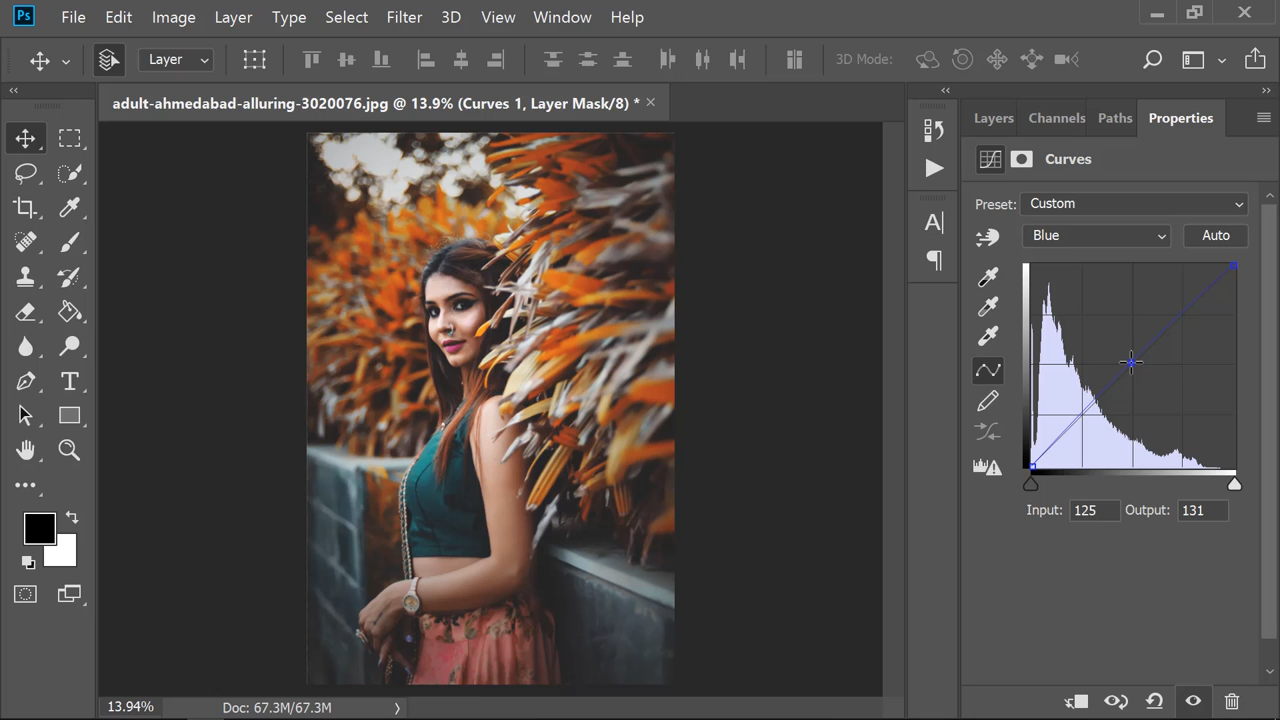 Ps File Edit Image Layer Type Select Filter 3D View Window Help
Layer 3D Mode:
adult-ahmedabad-alluring-3020076.jpg @ 13.9% (Curves 1, Layer Mask/8) *
Layers Channels Paths Properties
Curves
Preset: Custom
Blue Auto
Input: 125 Output: 131
A
T
13.94% Doc: 67.3M/67.3M